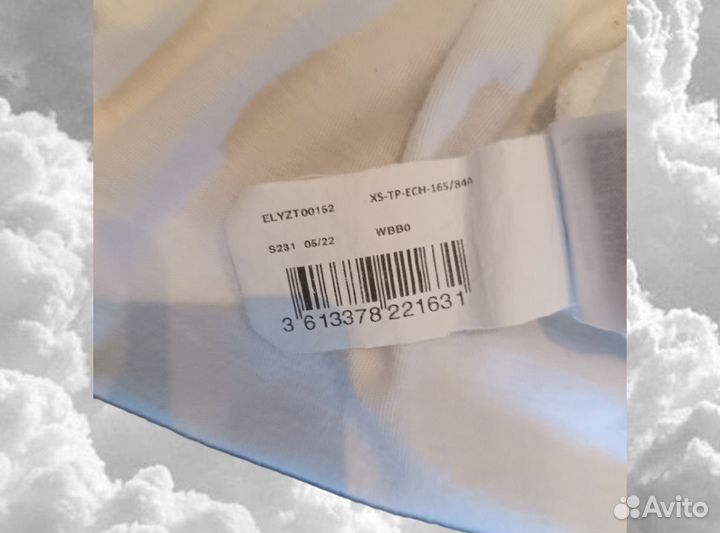 ELYZT00152 XS-TP-ECH-165/84A
S231 05/22 WBB0
3 613378 221631
Avito